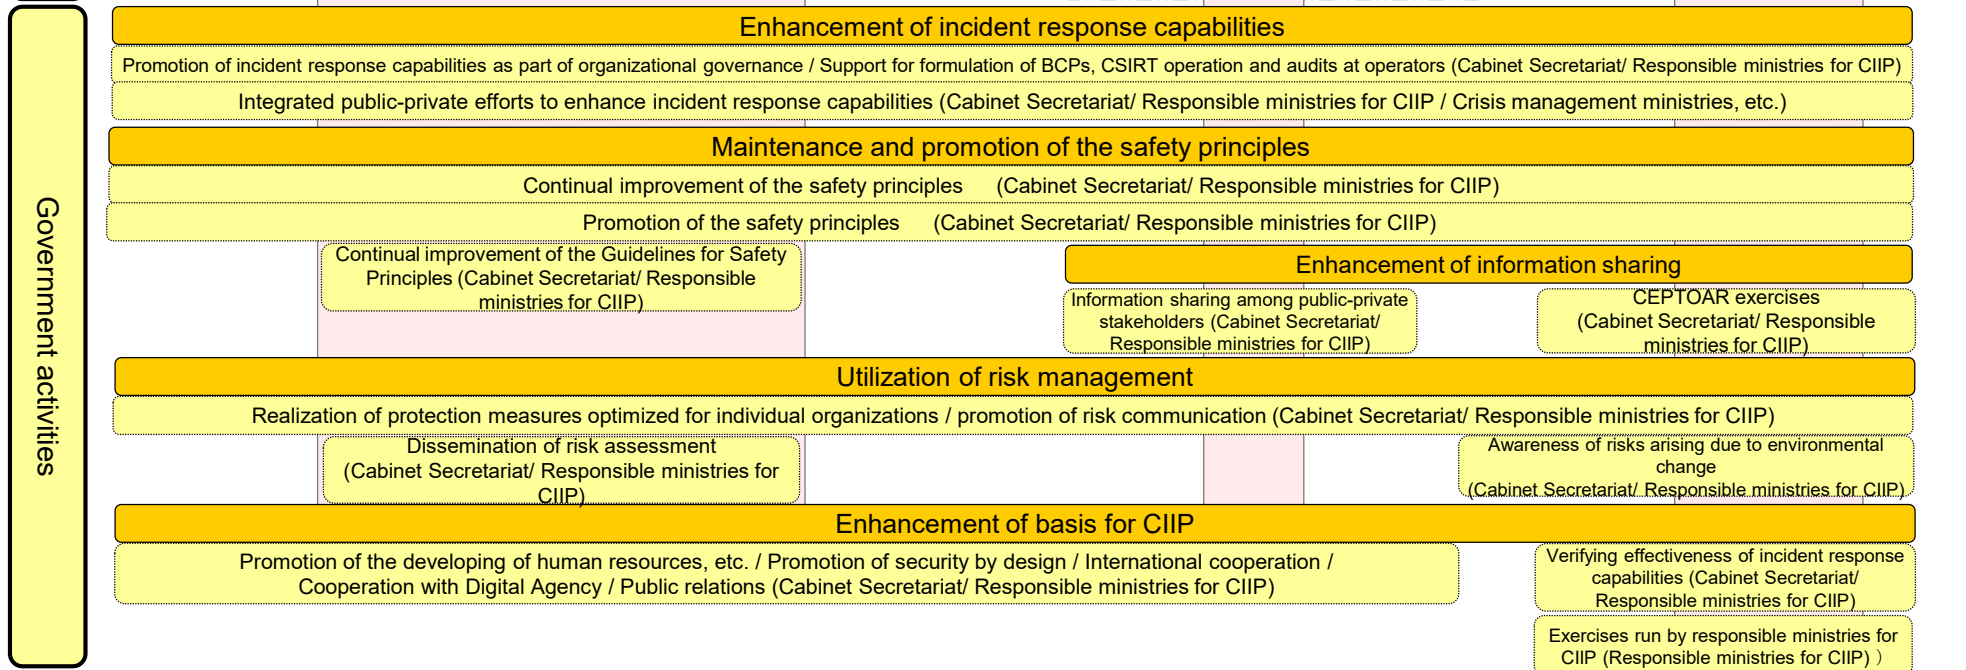 Government activities
Enhancement of incident response capabilities
Promotion of incident response capabilities as part of organizational governance / Support for formulation of BCPs, CSIRT operation and audits at operators (Cabinet Secretariat/ Responsible ministries for CIIP)
Integrated public-private efforts to enhance incident response capabilities (Cabinet Secretariat/ Responsible ministries for CIIP / Crisis management ministries, etc.)
Maintenance and promotion of the safety principles
Continual improvement of the safety principles (Cabinet Secretariat/ Responsible ministries for CIIP)
Promotion of the safety principles (Cabinet Secretariat/ Responsible ministries for CIIP)
Continual improvement of the Guidelines for Safety
Principles (Cabinet Secretariat/ Responsible
ministries for CIIP)
Enhancement of information sharing
Information sharing among public-private
stakeholders (Cabinet Secretariat/
Responsible ministries for CIIP)
CEPTOAR exercises
(Cabinet Secretariat/ Responsible
ministries for CIIP)
Utilization of risk management
Realization of protection measures optimized for individual organizations / promotion of risk communication (Cabinet Secretariat/ Responsible ministries for CIIP)
Dissemination of risk assessment
(Cabinet Secretariat/ Responsible ministries for
CIIP)
Awareness of risks arising due to environmental
change
(Cabinet Secretariat/ Responsible ministries for CIIP)
Enhancement of basis for CIIP
Promotion of the developing of human resources, etc. / Promotion of security by design / International cooperation /
Cooperation with Digital Agency / Public relations (Cabinet Secretariat/ Responsible ministries for CIIP)
Verifying effectiveness of incident response
capabilities (Cabinet Secretariat/
Responsible ministries for CIIP)
Exercises run by responsible ministries for
CIIP (Responsible ministries for CIIP) ）